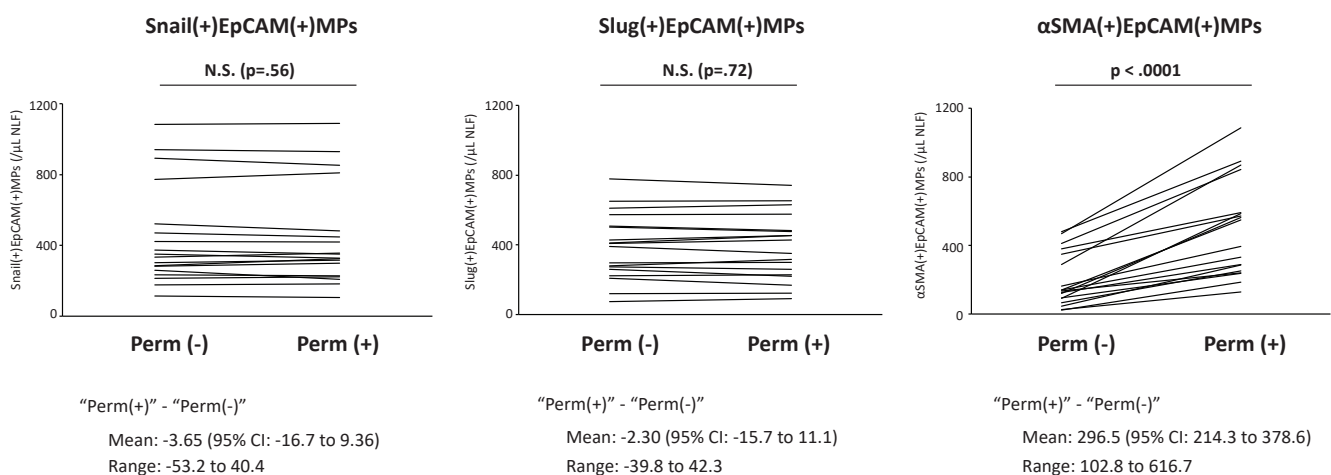 Snail(+)EpCAM(+)MPs
N.S. (p=.56)
Snail(+)EpCAM(+)MPs (/μL NLF)
1200
800
400
0
Perm (-)
Perm (+)
“Perm(+)” - “Perm(-)”
Mean: -3.65 (95% CI: -16.7 to 9.36)
Range: -53.2 to 40.4
Slug(+)EpCAM(+)MPs
N.S. (p=.72)
Slug(+)EpCAM(+)MPs (/μL NLF)
1200
800
400
0
Perm (-)
Perm (+)
“Perm(+)” - “Perm(-)”
Mean: -2.30 (95% CI: -15.7 to 11.1)
Range: -39.8 to 42.3
αSMA(+)EpCAM(+)MPs
p < .0001
αSMA(+)EpCAM(+)MPs (/μL NLF)
1200
800
400
0
Perm (-)
Perm (+)
“Perm(+)” - “Perm(-)”
Mean: 296.5 (95% CI: 214.3 to 378.6)
Range: 102.8 to 616.7